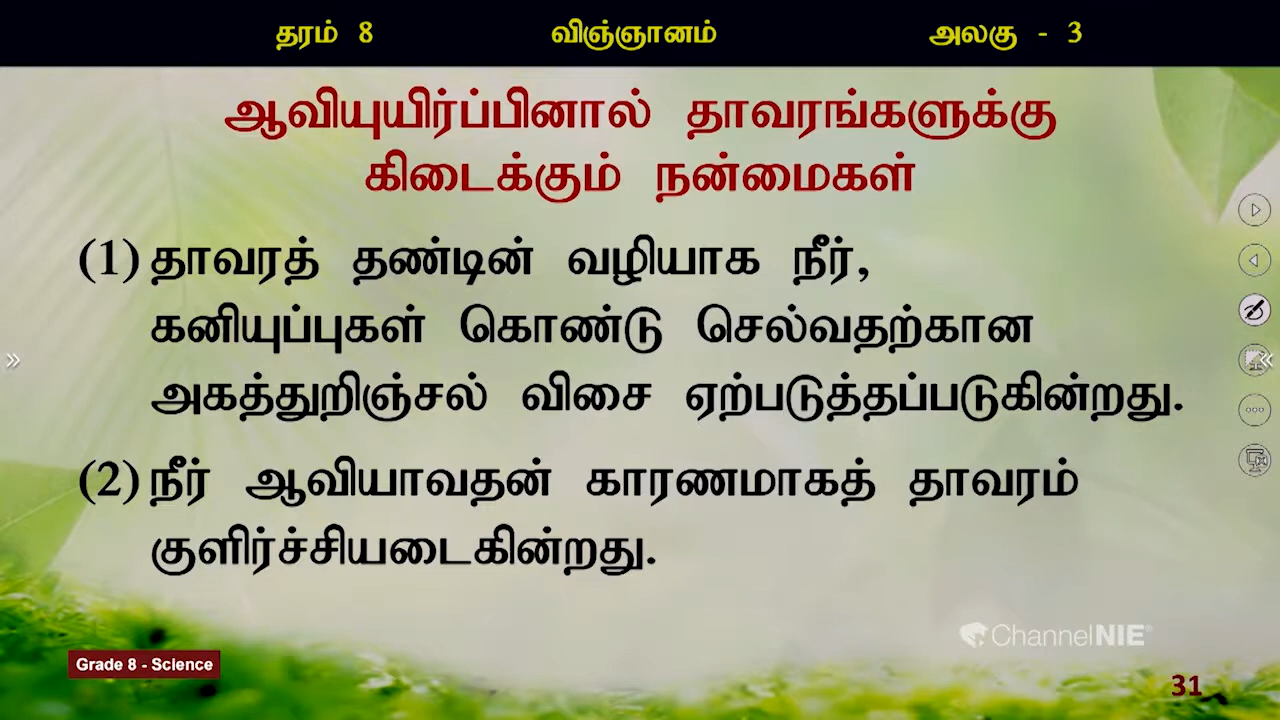 தரம் 8 விஞ்ஞானம் அலகு - 3
ஆவியுயிர்ப்பினால் தாவரங்களுக்கு
கிடைக்கும் நன்மைகள்
(1) தாவரத் தண்டின் வழியாக நீர்,
கனியுப்புகள் கொண்டு செல்வதற்கான
அகத்துறிஞ்சல் விசை ஏற்படுத்தப்படுகின்றது.
(2) நீர் ஆவியாவதன் காரணமாகத் தாவரம்
குளிர்ச்சியடைகின்றது.
ChannelNIE®
Grade 8 - Science
31